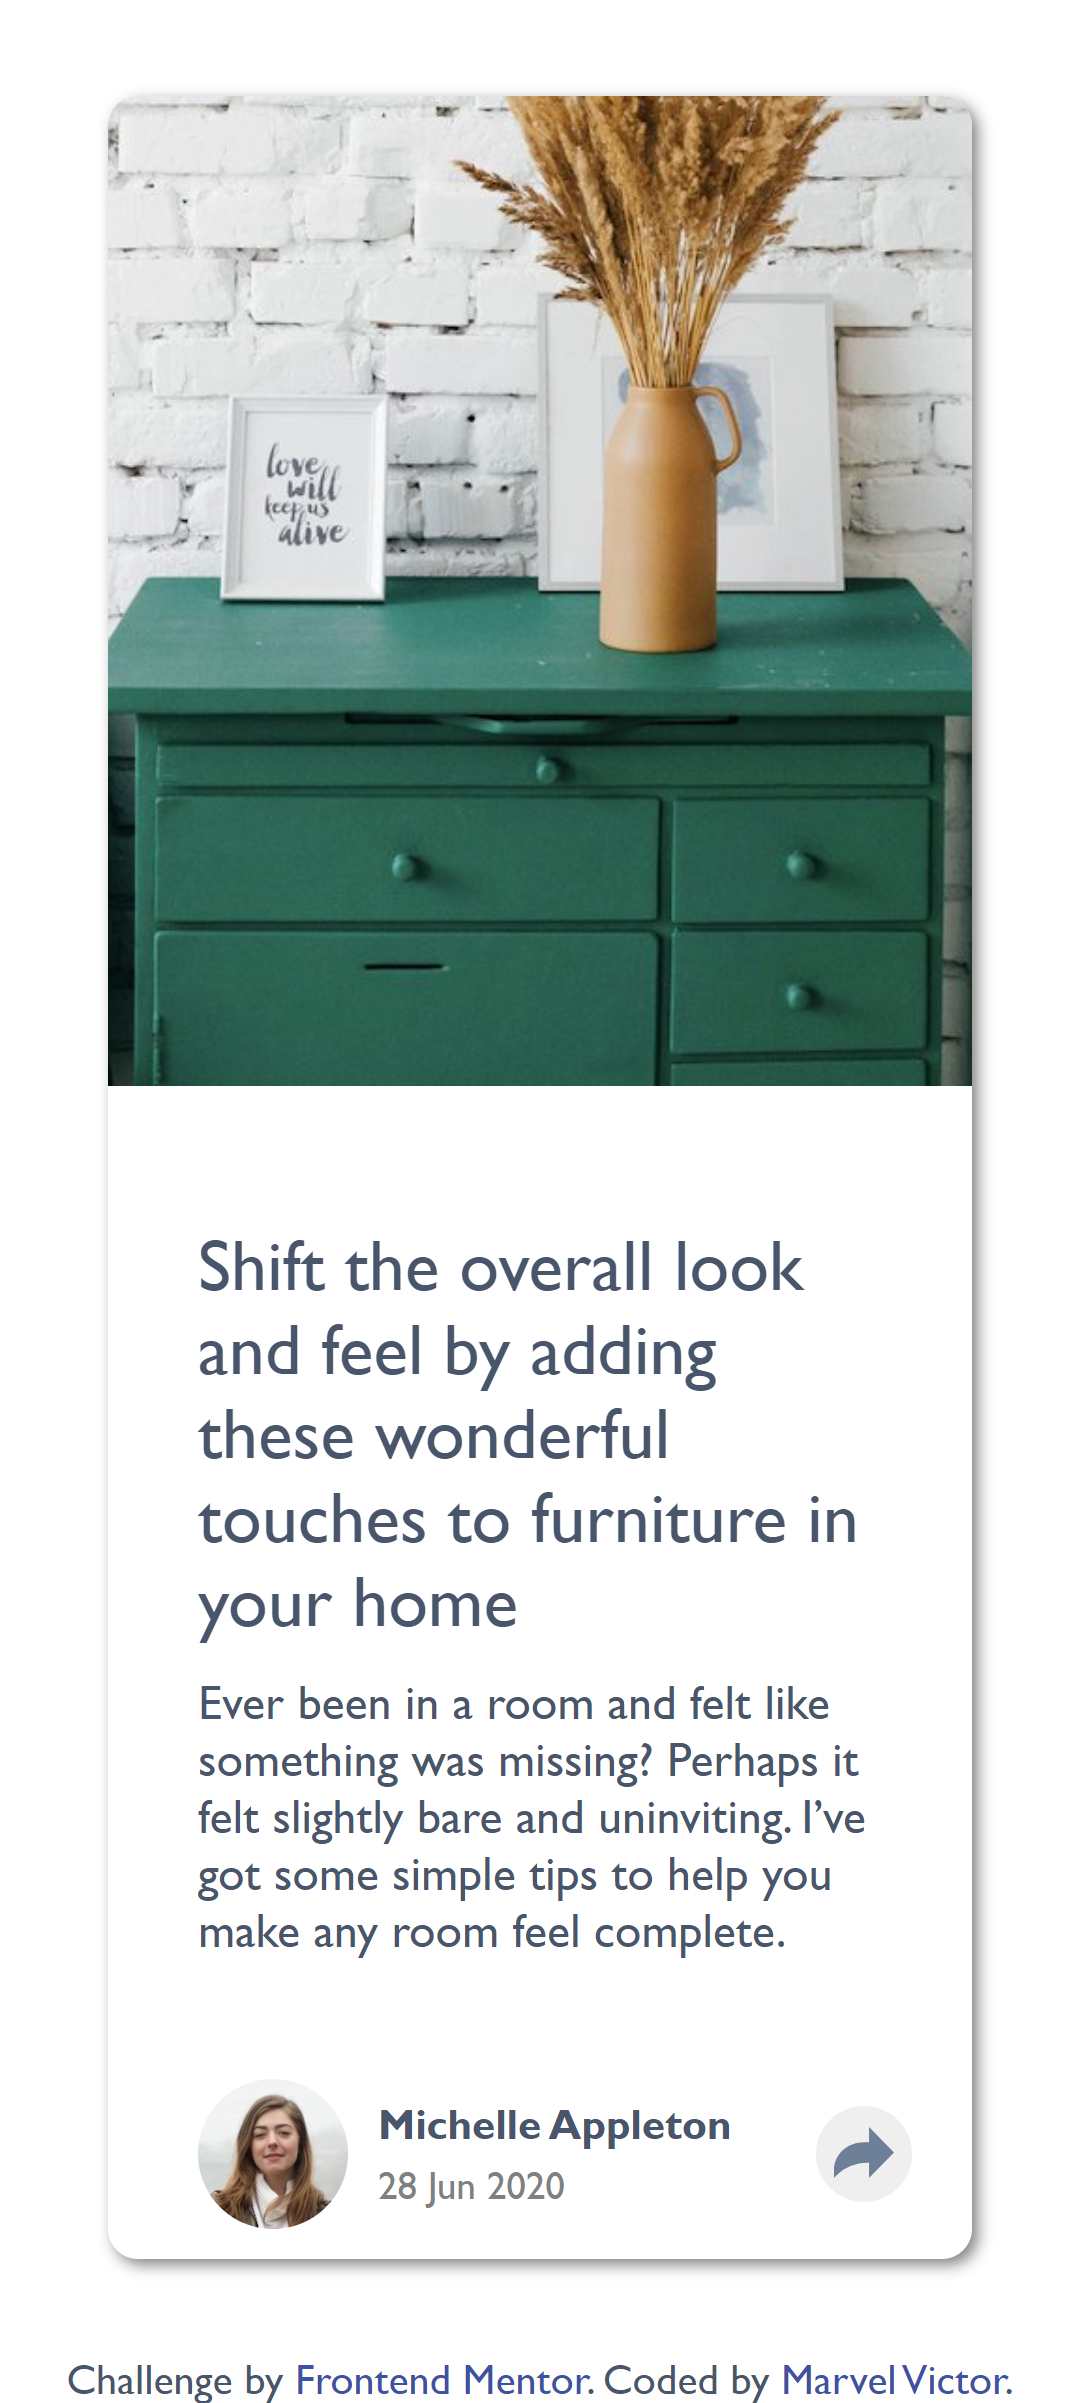 love
will
keep us
alive
Shift the overall look
and feel by adding
these wonderful
touches to furniture in
your home
Ever been in a room and felt like
something was missing? Perhaps it
felt slightly bare and uninviting. I’ve
got some simple tips to help you
make any room feel complete.
Michelle Appleton
28 Jun 2020
Challenge by Frontend Mentor. Coded by Marvel Victor.